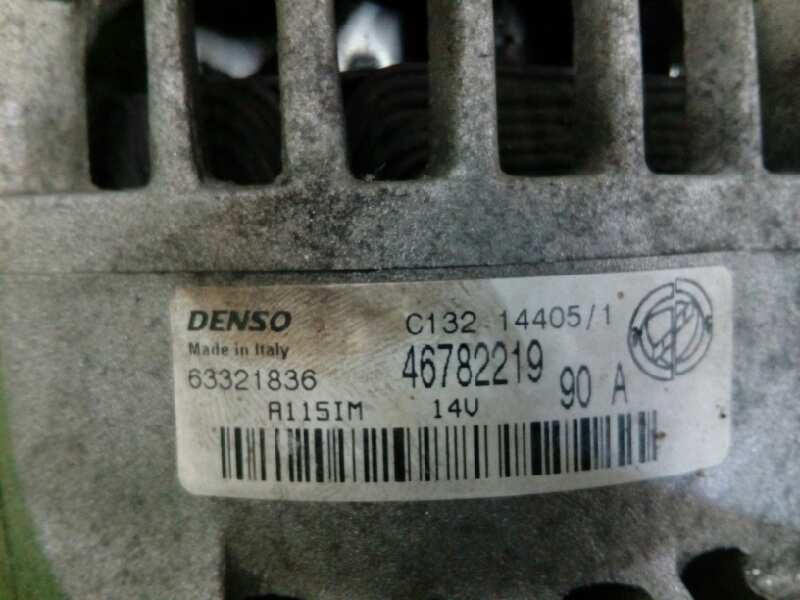 DENSO
C132 14405/1
Made in Italy
46782219
63321836
90 A
A115IM 14V